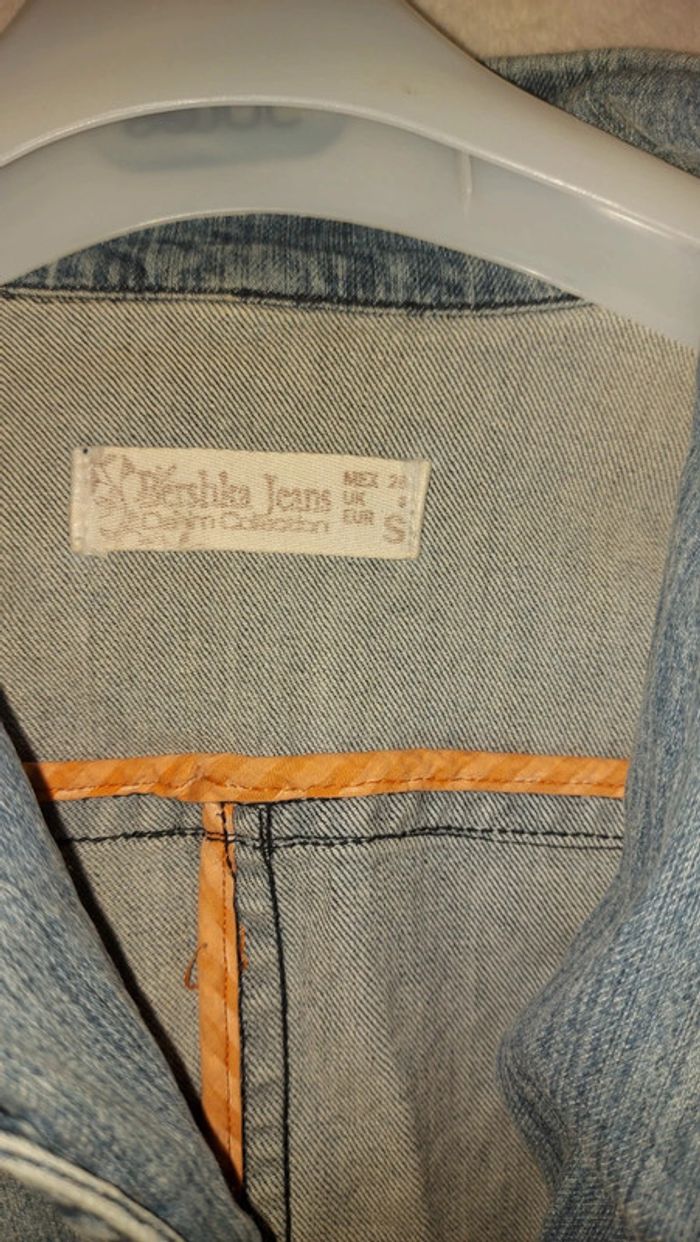 Bershka Jeans
Denim Collection
MEX
UK
EUR S